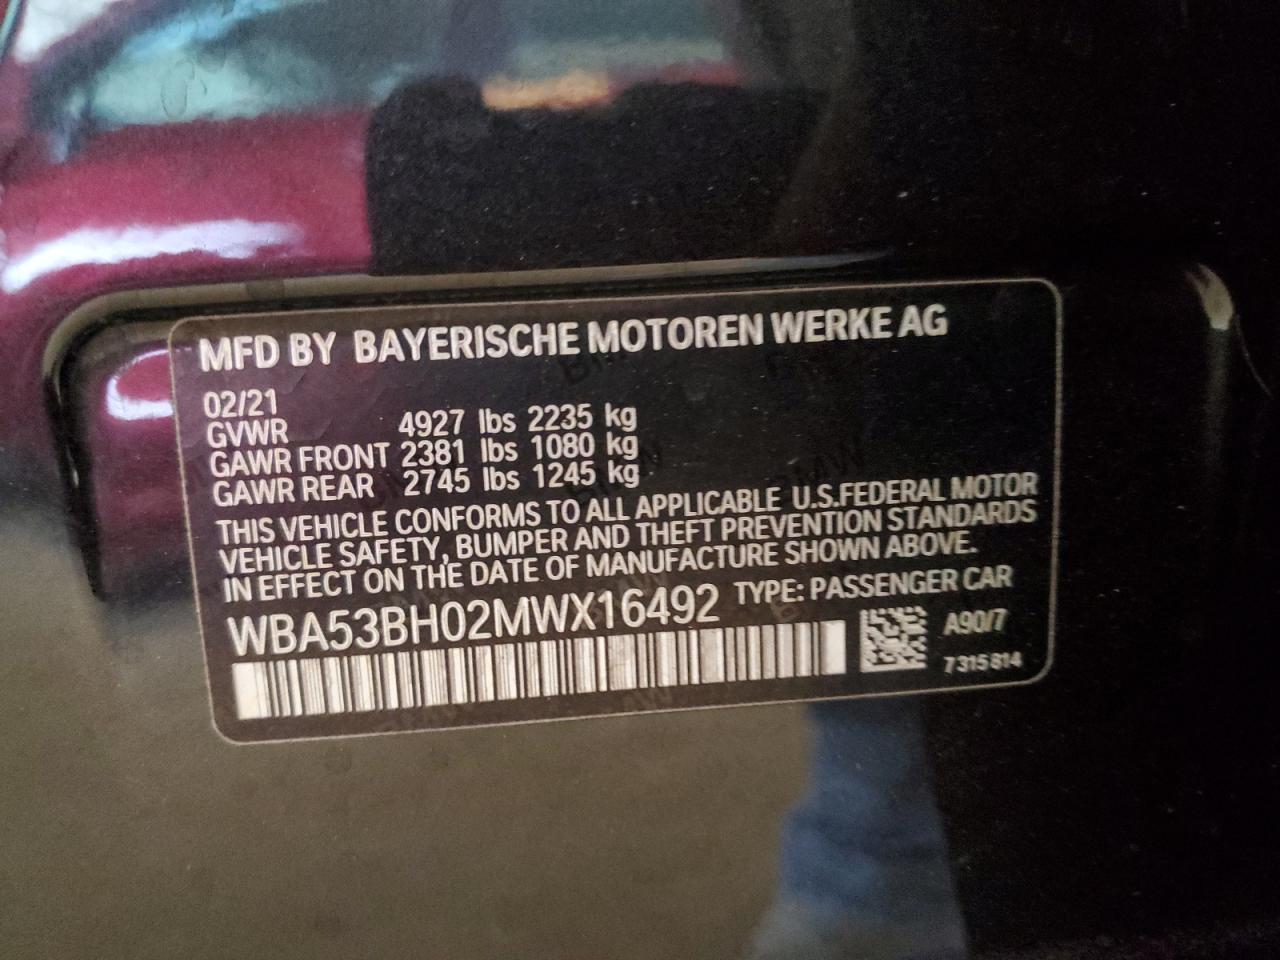 MFD BY BAYERISCHE MOTOREN WERKE AG
02/21
GVWR 4927 lbs 2235 kg
GAWR FRONT 2381 lbs 1080 kg
GAWR REAR 2745 lbs 1245 kg
THIS VEHICLE CONFORMS TO ALL APPLICABLE U.S.FEDERAL MOTOR
VEHICLE SAFETY, BUMPER AND THEFT PREVENTION STANDARDS
IN EFFECT ON THE DATE OF MANUFACTURE SHOWN ABOVE.
WBA53BH02MWX16492 TYPE: PASSENGER CAR
A90/7
7315814